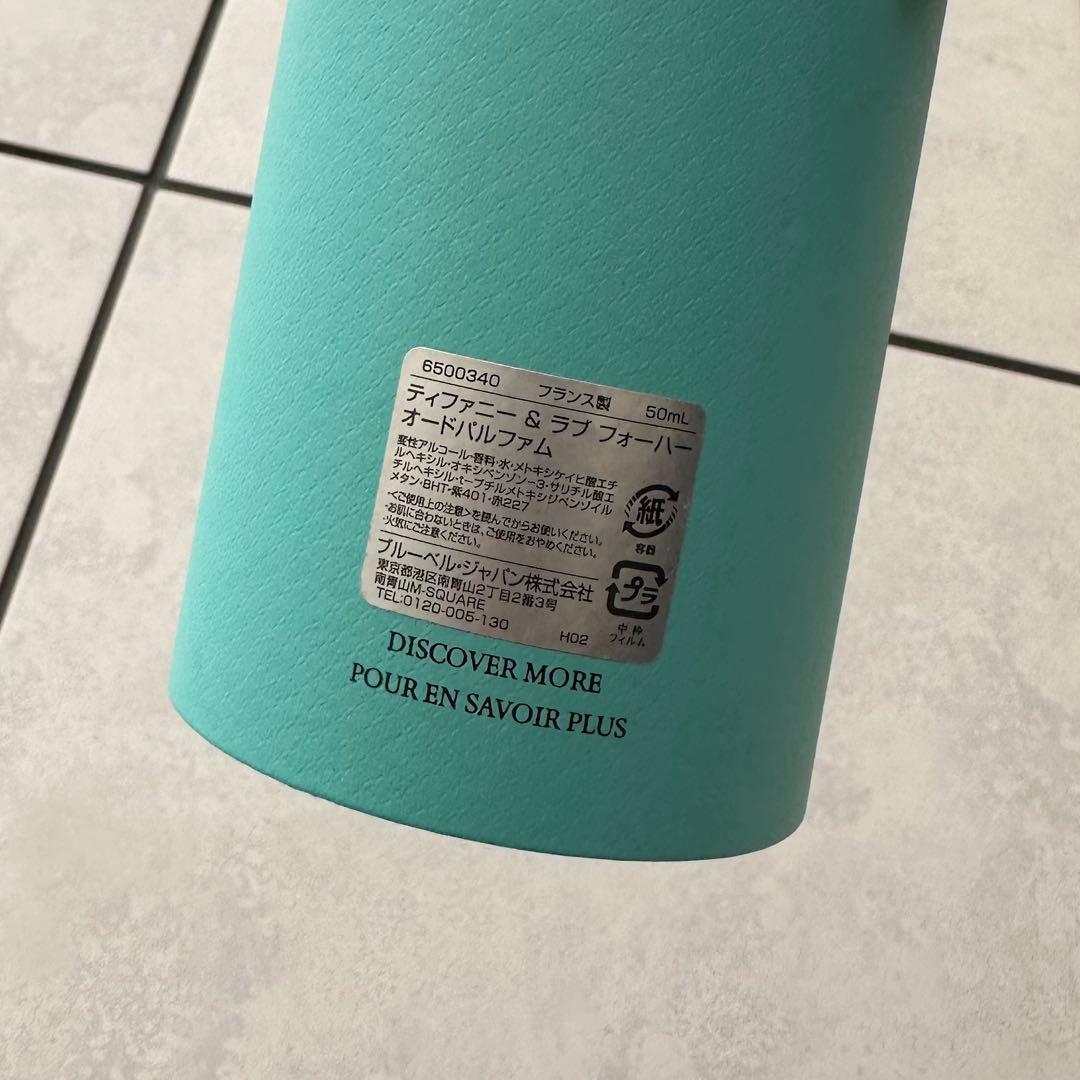 6500340 フランス製 50mL
ティファニー & ラブ フォーハー
オードパルファム
変性アルコール・香料・水・メトキシケイヒ酸エチ
ルヘキシル・オキシベンゾン-3・サリチル酸エ
チルヘキシル・t-ブチルメトキシジベンゾイル
メタン・BHT・紫401・赤227
<ご使用上の注意>を読んでからお使いください。
・お肌に合わないときは、ご使用をおやめください。
・火気にご注意ください。
紙
容器
ブルーベル・ジャパン株式会社
東京都港区南青山2丁目2番3号
南青山M-SQUARE
TEL:0120-005-130 H02
プラ
中枠
フィルム
DISCOVER MORE
POUR EN SAVOIR PLUS